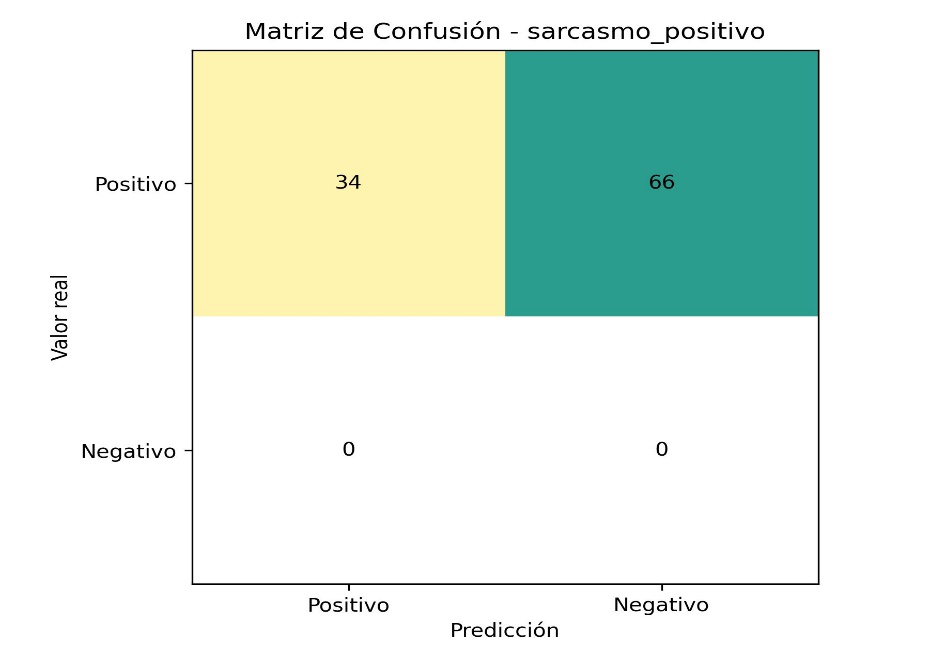 Matriz de Confusión - sarcasmo_positivo
Valor real
Positivo
34
66
Negativo
0
0
Positivo
Negativo
Predicción